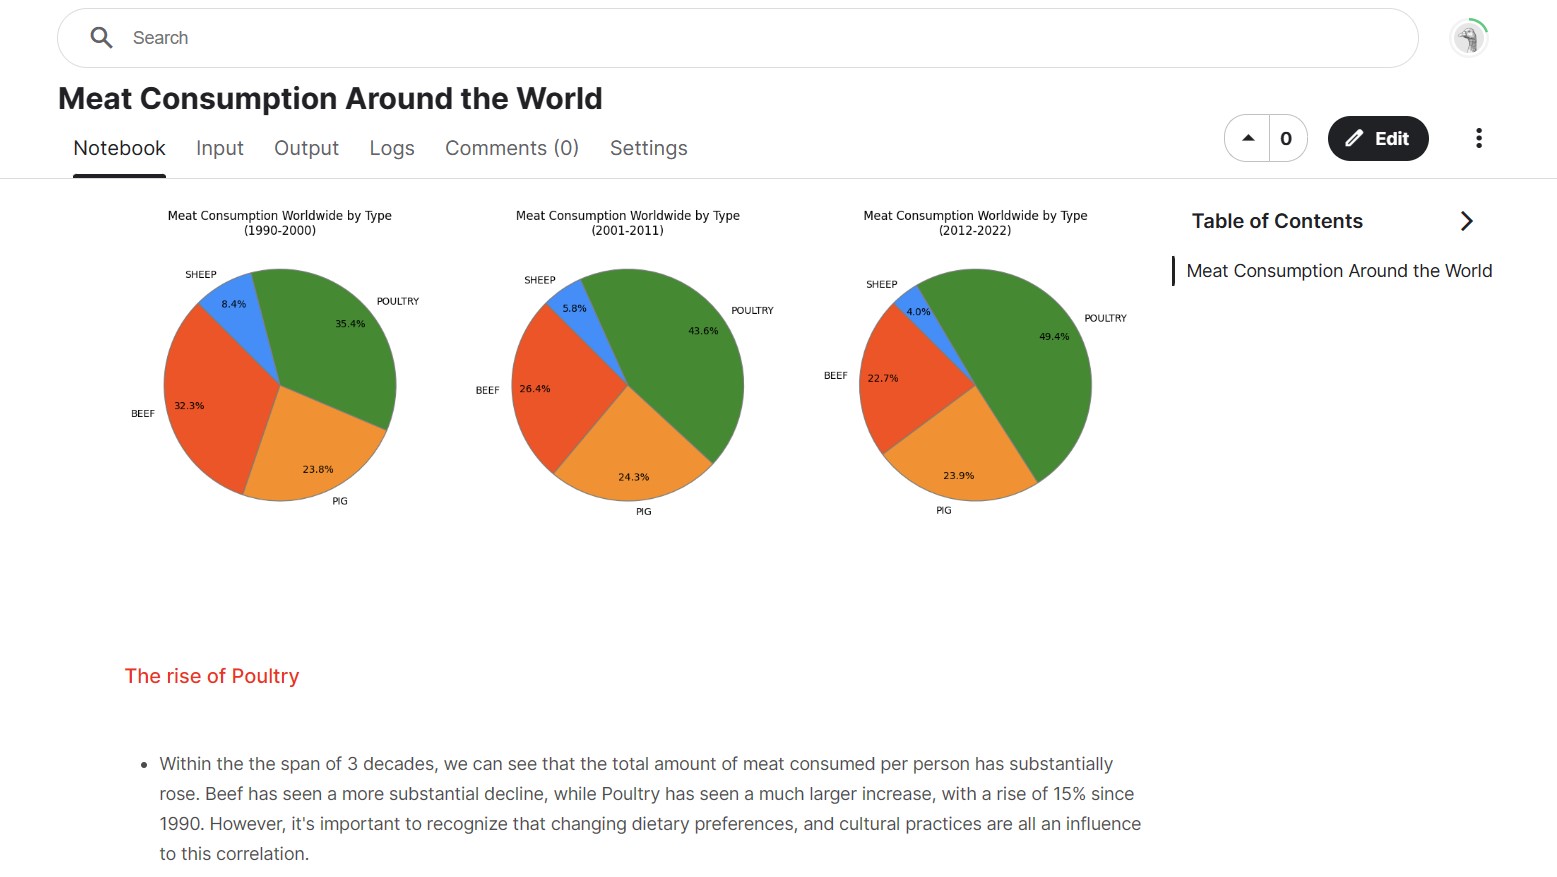 Search
Meat Consumption Around the World
Notebook Input Output Logs Comments (0) Settings
0 Edit
Meat Consumption Worldwide by Type
(1990-2000)
SHEEP
8.4%
POULTRY
35.4%
BEEF
32.3%
23.8%
PIG
Meat Consumption Worldwide by Type
(2001-2011)
SHEEP
5.8%
POULTRY
43.6%
BEEF
26.4%
24.3%
PIG
Meat Consumption Worldwide by Type
(2012-2022)
SHEEP
4.0%
POULTRY
49.4%
BEEF
22.7%
23.9%
PIG
Table of Contents
Meat Consumption Around the World
The rise of Poultry
• Within the the span of 3 decades, we can see that the total amount of meat consumed per person has substantially
rose. Beef has seen a more substantial decline, while Poultry has seen a much larger increase, with a rise of 15% since
1990. However, it's important to recognize that changing dietary preferences, and cultural practices are all an influence
to this correlation.